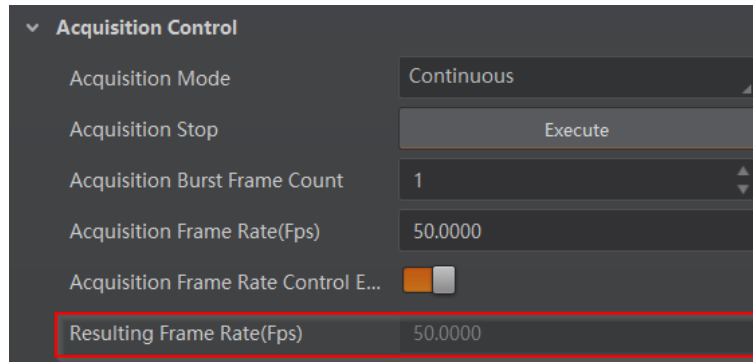 Acquisition Control
Acquisition Mode Continuous
Acquisition Stop Execute
Acquisition Burst Frame Count 1
Acquisition Frame Rate(Fps) 50.0000
Acquisition Frame Rate Control E...
Resulting Frame Rate(Fps) 50.0000